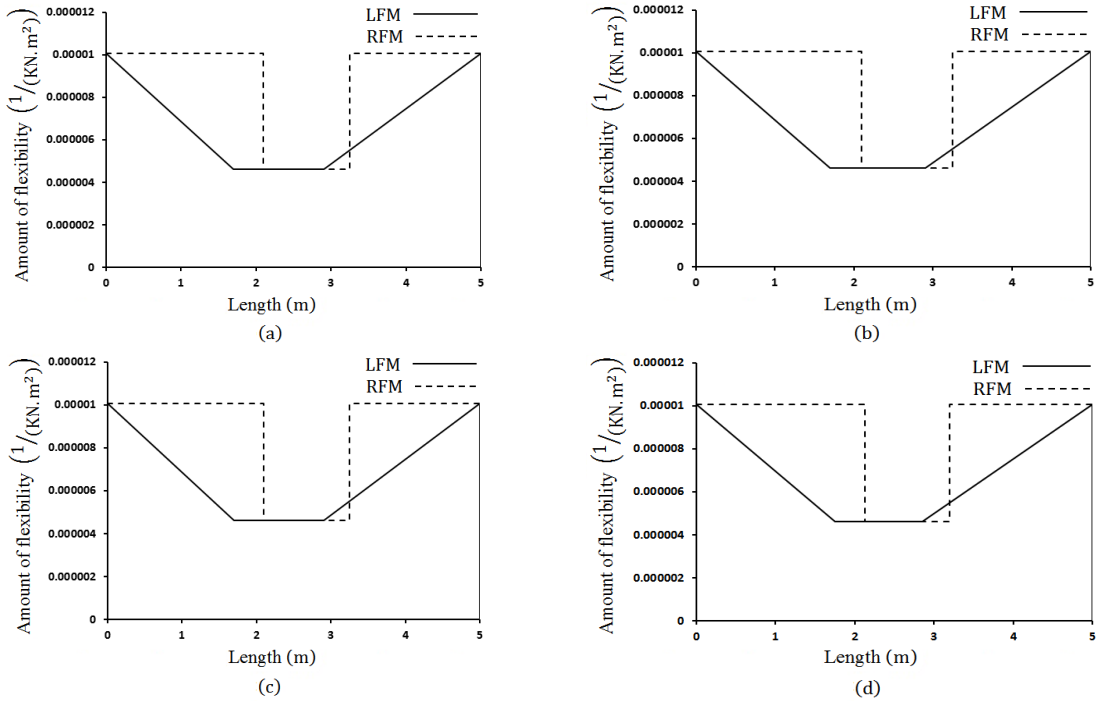 Amount of flexibility (1/(KN.m²))
0.000012
0.00001
0.000008
0.000006
0.000004
0.000002
0
0 1 2 3 4 5
Length (m)
LFM
RFM
(a)
Amount of flexibility (1/(KN.m²))
0.000012
0.00001
0.000008
0.000006
0.000004
0.000002
0
0 1 2 3 4 5
Length (m)
LFM
RFM
(b)
Amount of flexibility (1/(KN.m²))
0.000012
0.00001
0.000008
0.000006
0.000004
0.000002
0
0 1 2 3 4 5
Length (m)
LFM
RFM
(c)
Amount of flexibility (1/(KN.m²))
0.000012
0.00001
0.000008
0.000006
0.000004
0.000002
0
0 1 2 3 4 5
Length (m)
LFM
RFM
(d)